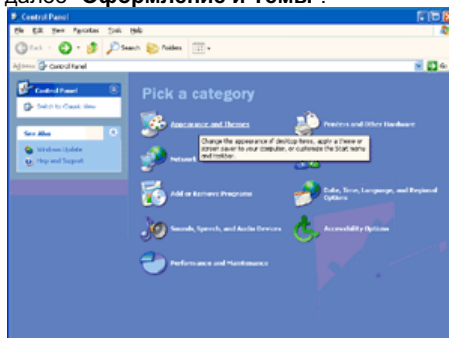 далее "Оформление и темы".
Control Panel
File Edit View Favorites Tools Help
Back Search Folders
Address Control Panel Go
Control Panel
Switch to Classic View
See Also
Windows Update
Help and Support
Pick a category
Appearance and Themes
Printers and Other Hardware
Change the appearance of desktop items, apply a theme or
screen saver to your computer, or customize the Start menu
and taskbar.
Network
Add or Remove Programs
Date, Time, Language, and Regional
Options
Sounds, Speech, and Audio Devices
Accessibility Options
Performance and Maintenance